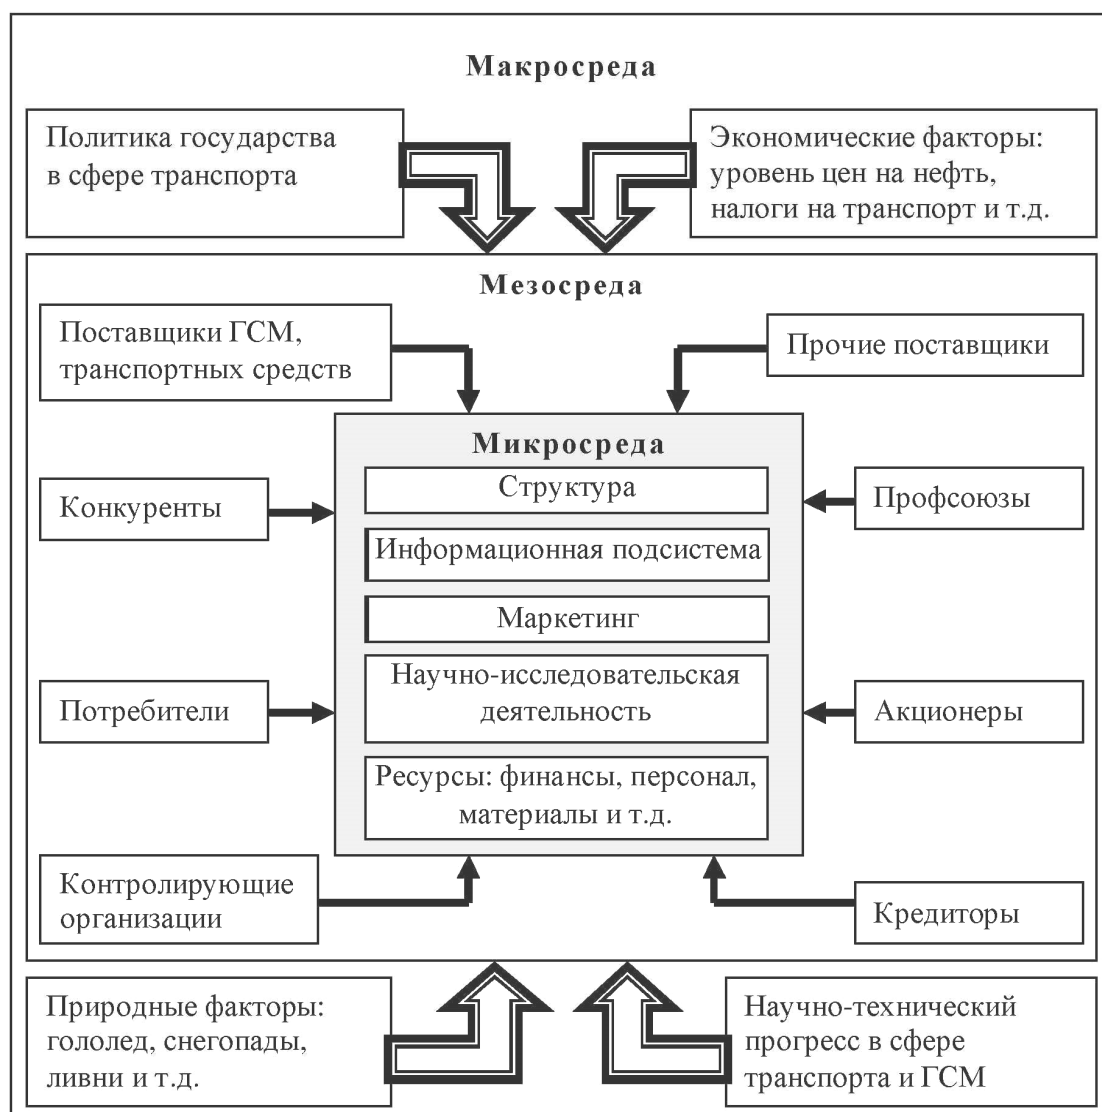 Макросреда
Политика государства
в сфере транспорта
Экономические факторы:
уровень цен на нефть,
налоги на транспорт и т.д.
Мезосреда
Поставщики ГСМ,
транспортных средств
Прочие поставщики
Микросреда
Структура
Конкуренты
Профсоюзы
Информационная подсистема
Маркетинг
Научно-исследовательская
деятельность
Потребители
Акционеры
Ресурсы: финансы, персонал,
материалы и т.д.
Контролирующие
организации
Кредиторы
Природные факторы:
гололед, снегопады,
ливни и т.д.
Научно-технический
прогресс в сфере
транспорта и ГСМ